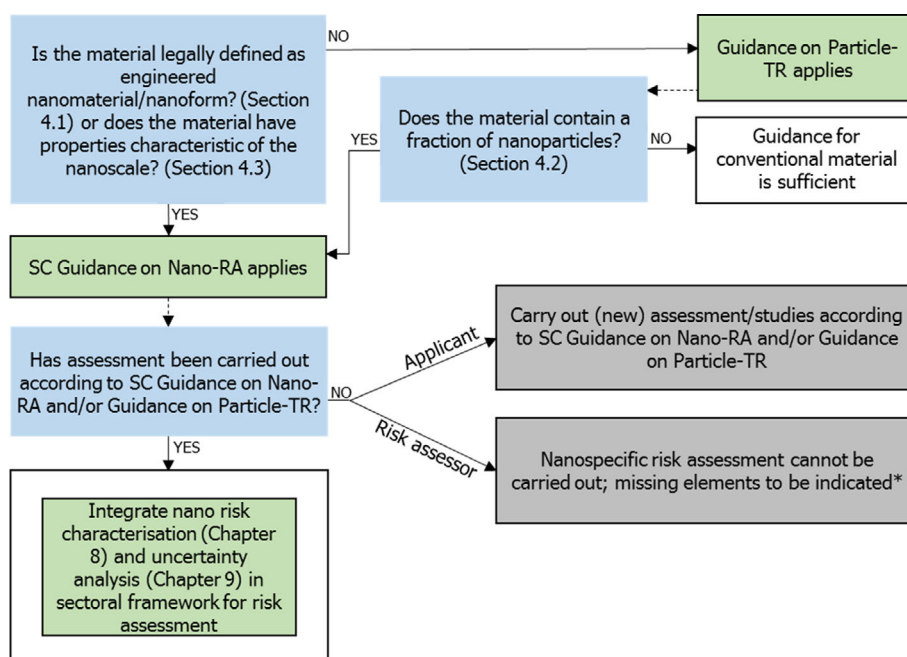 Is the material legally defined as
engineered
nanomaterial/nanoform? (Section
4.1) or does the material have
properties characteristic of the
nanoscale? (Section 4.3)
NO
Guidance on Particle-
TR applies
Does the material contain a
fraction of nanoparticles?
(Section 4.2)
YES
NO
Guidance for
conventional material
is sufficient
YES
SC Guidance on Nano-RA applies
Has assessment been carried out
according to SC Guidance on Nano-
RA and/or Guidance on Particle-TR?
NO
Applicant
Carry out (new) assessment/studies according
to SC Guidance on Nano-RA and/or Guidance
on Particle-TR
Risk assessor
Nanospecific risk assessment cannot be
carried out; missing elements to be indicated*
YES
Integrate nano risk
characterisation (Chapter
8) and uncertainty
analysis (Chapter 9) in
sectoral framework for risk
assessment